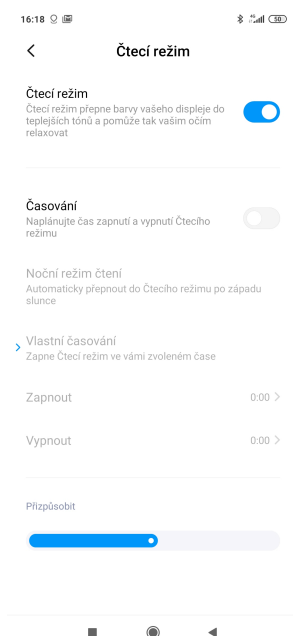 16:18
50
Čtecí režim
Čtecí režim
Čtecí režim přepne barvy vašeho displeje do
teplejších tónů a pomůže tak vašim očím
relaxovat
Časování
Naplánujte čas zapnutí a vypnutí Čtecího
režimu
Noční režim čtení
Automaticky přepnout do Čtecího režimu po západu
slunce
Vlastní časování
Zapne Čtecí režim ve vámi zvoleném čase
Zapnout 0:00
Vypnout 0:00
Přizpůsobit